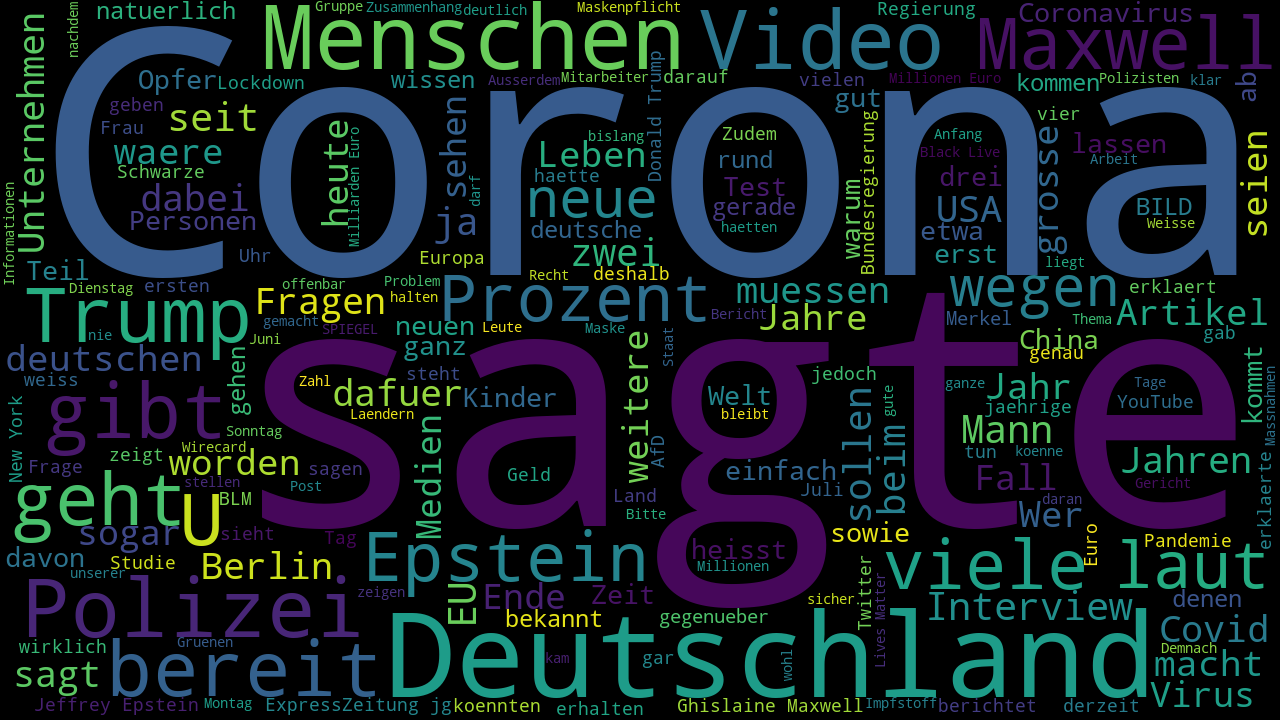 natuerlich
Gruppe
Zusammenhang
deutlich
Maskenpflicht
Regierung
Coronavirus
nachdem
Unternehmen
Menschen
Video
Maxwell
Opfer
Lockdown
wissen
Ausserdem
Mitarbeiter
darauf
vielen
Millionen Euro
kommen
Polizisten
klar
ab
geben
seit
Corona
sehen
Donald Trump
gut
vier
Frau
waere
heute
bislang
Zudem
Anfang
lassen
Schwarze
Leben
rund
Black Live
Arbeit
dabei
haette
Test
drei
grosse
seien
Personen
Milliarden Euro
darf
neue
gerade
warum
Bundesregierung
USA
BILD
Weisse
ja
deutsche
haetten
etwa
Informationen
Uhr
Europa
zwei
erst
liegt
Teil
Dienstag
ersten
offenbar
Problem
Recht
deshalb
muessen
wegen
erklaert
Trump
Fragen
halten
Prozent
Jahre
Merkel
Thema
Artikel
nie
gemacht
SPIEGEL
neuen
Leute
Maske
Bericht
gab
Juni
ganz
Staat
China
genau
deutschen
sagte
weiss
gehen
steht
jedoch
ganze
Jahr
Tage
kommt
Massnahmen
gibt
Zahl
dafuer
Kinder
weitere
Welt
gute
jaehrige
YouTube
New York
Laendern
bleibt
Sonntag
Medien
AfD
sollen
beim
Mann
Wirecard
zeigt
worden
sagen
einfach
tun
koenne
Jahren
Frage
Geld
Fall
geht
stellen
Post
Land
Juli
daran
Gericht
U
BLM
Bitte
Wer
erklaerte
sogar
sieht
Tag
sowie
Euro
Pandemie
davon
Studie
Berlin
Epstein
heisst
viele
laut
unserer
Millionen
zeigen
Polizei
EU
Ende
Zeit
sicher
Twitter
Lives Matter
Interview
denen
bekannt
gegenueber
Covid
wirklich
Gruenen
Deutschland
Demnach
sagt
bereit
kam
gar
wohl
macht
Virus
Jeffrey Epstein
Montag
ExpressZeitung jg
koennten
erhalten
Ghislaine Maxwell
Impfstoff
berichtet
derzeit